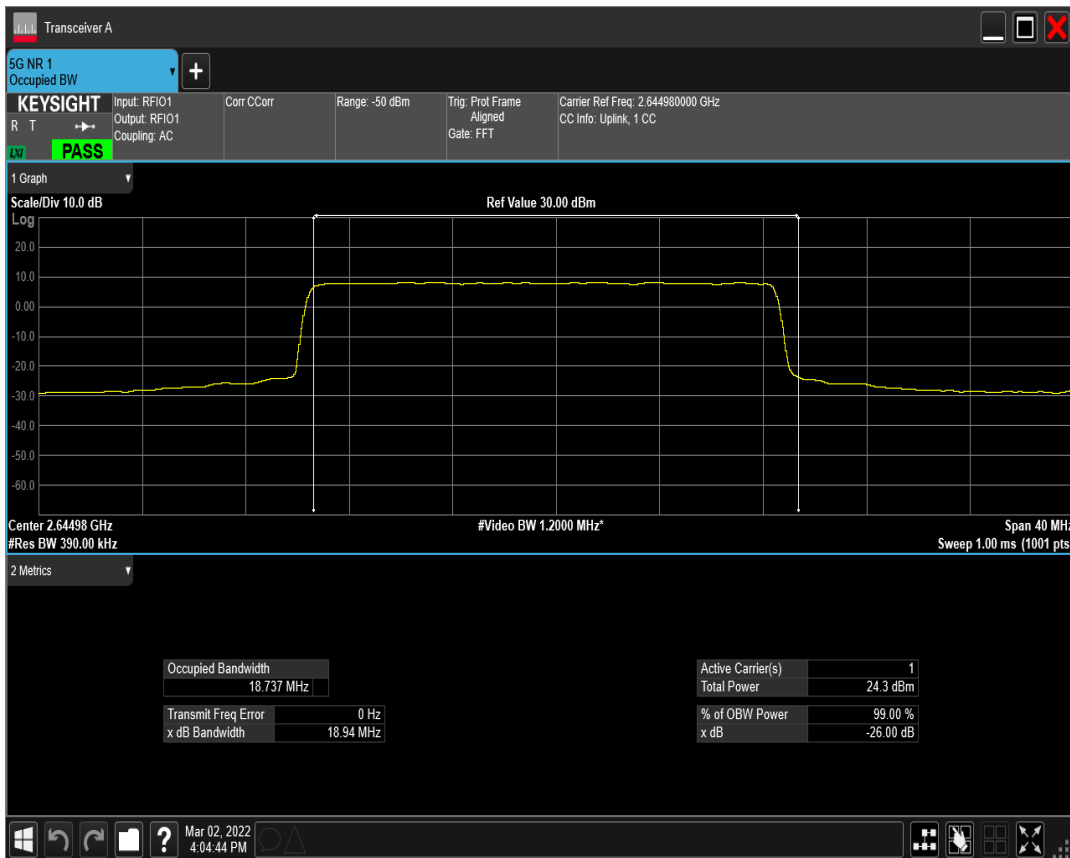 Transceiver A
5G NR 1
Occupied BW
KEYSIGHT
R T
LXI
PASS
Input: RFIO1
Output: RFIO1
Coupling: AC
Corr CCorr
Range: -50 dBm
Trig: Prot Frame
Aligned
Gate: FFT
Carrier Ref Freq: 2.644980000 GHz
CC Info: Uplink, 1 CC
1 Graph
Scale/Div 10.0 dB
Ref Value 30.00 dBm
Log
20.0
10.0
0.00
-10.0
-20.0
-30.0
-40.0
-50.0
-60.0
Center 2.64498 GHz
#Video BW 1.2000 MHz*
Span 40 MHz
#Res BW 390.00 kHz
Sweep 1.00 ms (1001 pts
2 Metrics
Occupied Bandwidth
18.737 MHz
Transmit Freq Error 0 Hz
x dB Bandwidth 18.94 MHz
Active Carrier(s) 1
Total Power 24.3 dBm
% of OBW Power 99.00 %
x dB -26.00 dB
?
Mar 02, 2022
4:04:44 PM